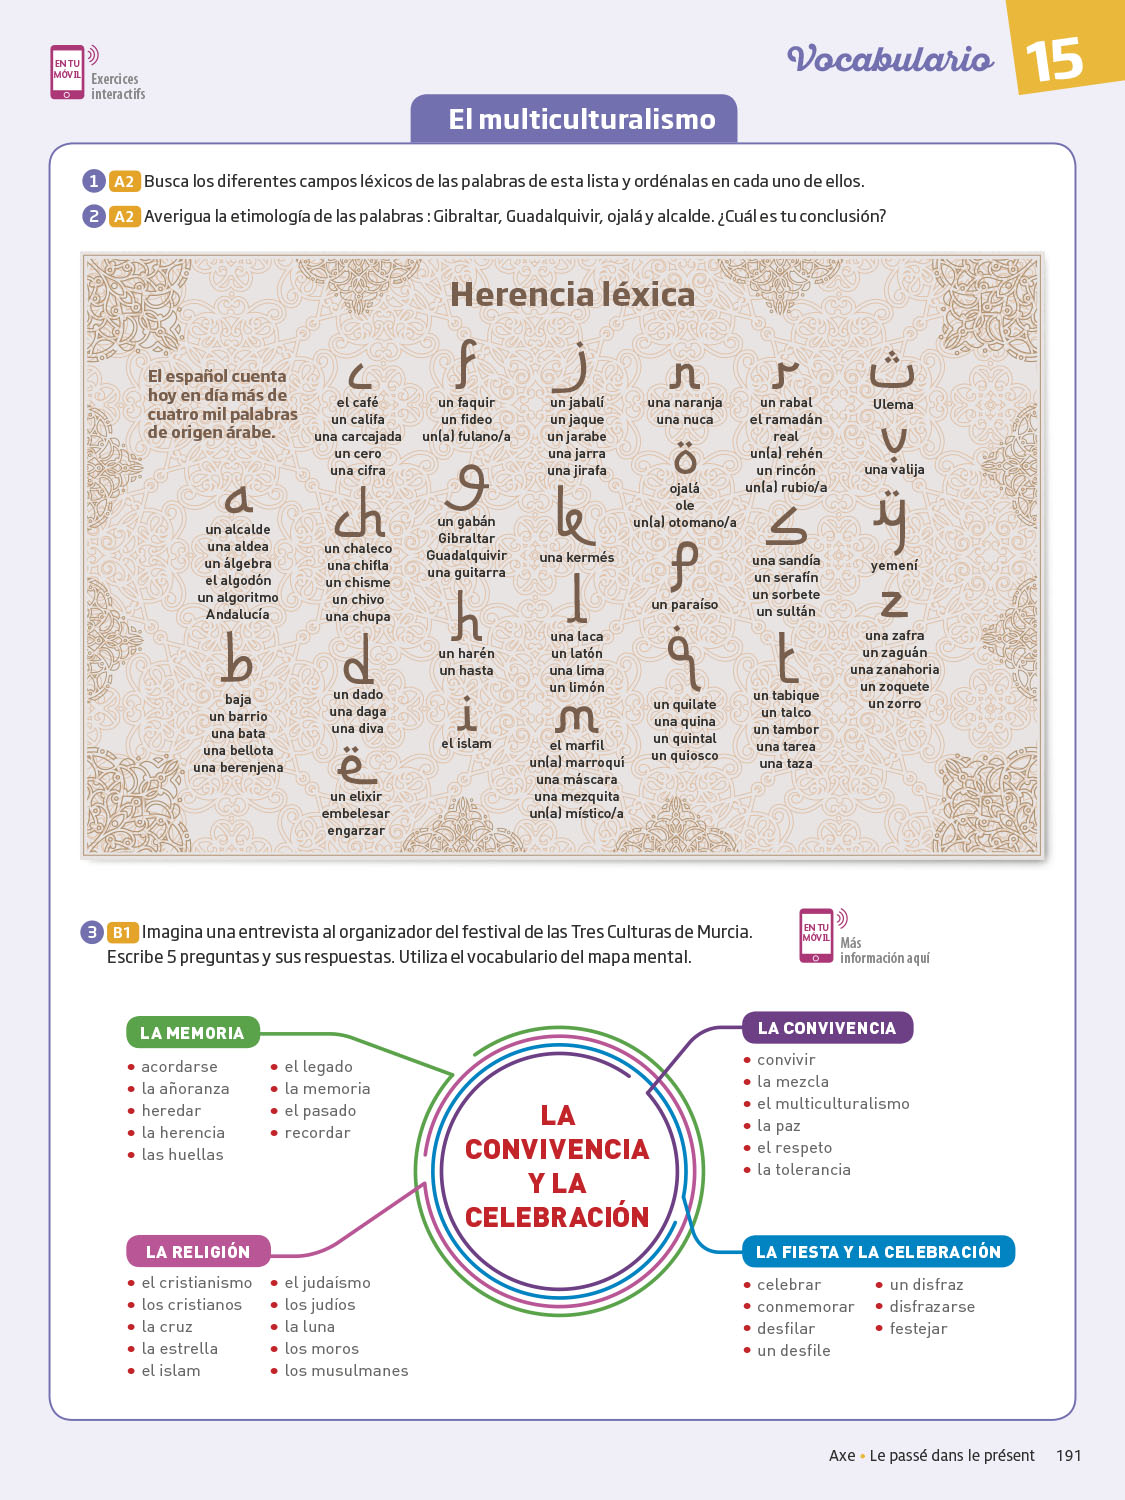 EN TU
MÓVIL
Exercices
interactifs
Vocabulario
15
El multiculturalismo
1 A2 Busca los diferentes campos léxicos de las palabras de esta lista y ordénalas en cada uno de ellos.
2 A2 Averigua la etimología de las palabras : Gibraltar, Guadalquivir, ojalá y alcalde. ¿Cuál es tu conclusión?
Herencia léxica
El español cuenta
hoy en día más de
cuatro mil palabras
de origen árabe.
a
un alcalde
una aldea
un álgebra
el algodón
un algoritmo
Andalucía
b
baja
un barrio
una bata
una bellota
una berenjena
c
el café
un califa
una carcajada
un cero
una cifra
ch
un chaleco
una chifla
un chisme
un chivo
una chupa
d
un dado
una daga
una diva
ë
un elixir
embelesar
engarzar
f
un faquir
un fideo
un(a) fulano/a
g
un gabán
Gibraltar
Guadalquivir
una guitarra
h
un harén
un hasta
i
el islam
j
un jabalí
un jaque
un jarabe
una jarra
una jirafa
k
una kermés
l
una laca
un latón
una lima
un limón
m
el marfil
un(a) marroquí
una máscara
una mezquita
un(a) místico/a
n
una naranja
una nuca
ö
ojalá
ole
un(a) otomano/a
p
un paraíso
q
un quilate
una quina
un quintal
un quiosco
r
un rabal
el ramadán
real
un(a) rehén
un rincón
un(a) rubio/a
una sandía
un serafín
un sorbete
un sultán
t
un tabique
un talco
un tambor
una tarea
una taza
Ulema
v
una valija
ÿ
yemení
z
una zafra
un zaguán
una zanahoria
un zoquete
un zorro
3 B1 Imagina una entrevista al organizador del festival de las Tres Culturas de Murcia.
Escribe 5 preguntas y sus respuestas. Utiliza el vocabulario del mapa mental.
EN TU
MÓVIL
Más
información aquí
LA MEMORIA
• acordarse
• la añoranza
• heredar
• la herencia
• las huellas
• el legado
• la memoria
• el pasado
• recordar
LA CONVIVENCIA
• convivir
• la mezcla
• el multiculturalismo
• la paz
• el respeto
• la tolerancia
LA
CONVIVENCIA
Y LA
CELEBRACIÓN
LA RELIGIÓN
• el cristianismo
• los cristianos
• la cruz
• la estrella
• el islam
• el judaísmo
• los judíos
• la luna
• los moros
• los musulmanes
LA FIESTA Y LA CELEBRACIÓN
• celebrar
• conmemorar
• desfilar
• un desfile
• un disfraz
• disfrazarse
• festejar
Axe • Le passé dans le présent 191